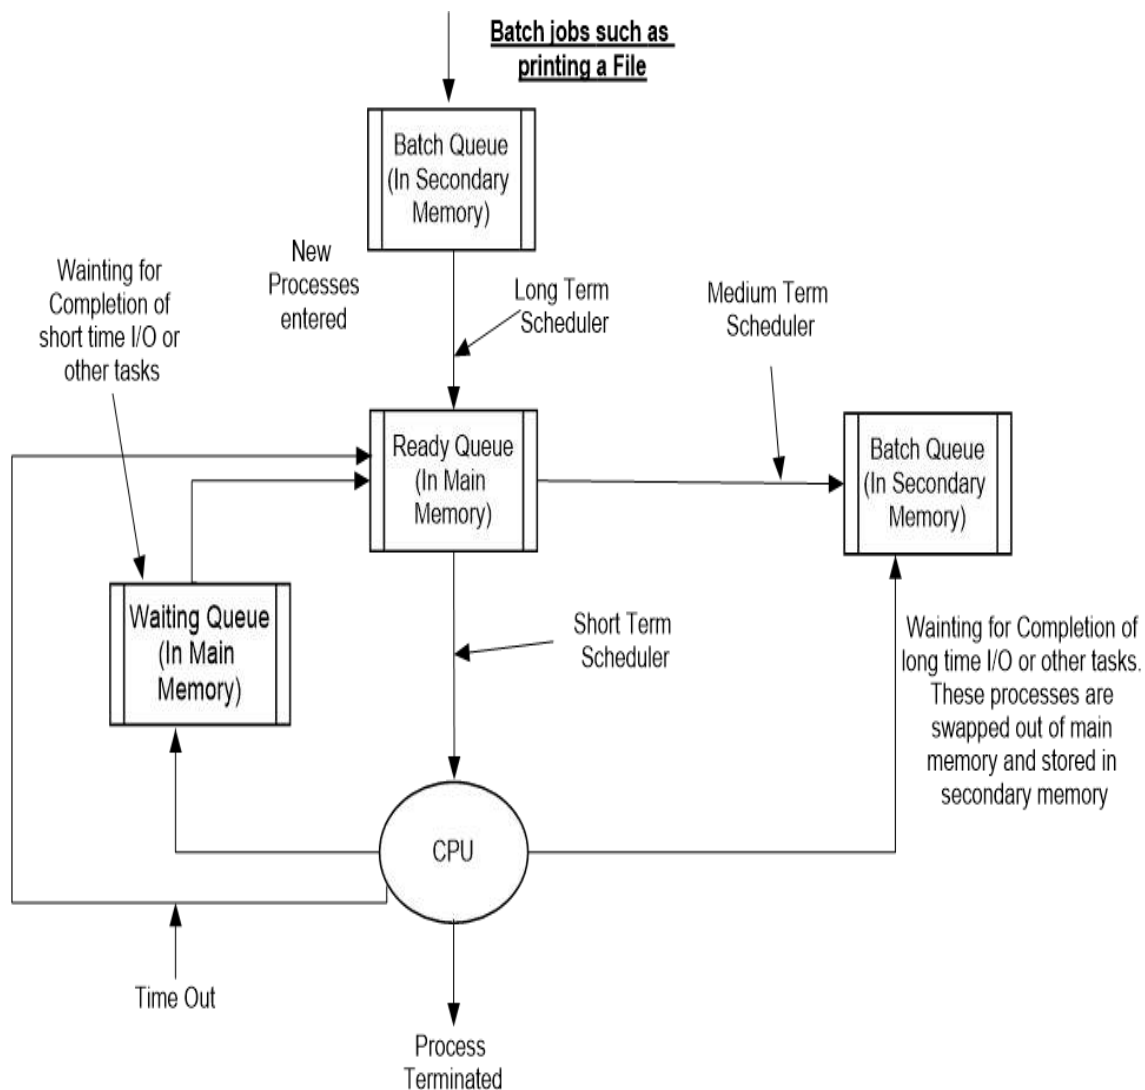 Batch jobs such as
printing a File
Batch Queue
(In Secondary
Memory)
New
Processes
entered
Long Term
Scheduler
Medium Term
Scheduler
Wainting for
Completion of
short time I/O or
other tasks
Ready Queue
(In Main
Memory)
Batch Queue
(In Secondary
Memory)
Waiting Queue
(In Main
Memory)
Short Term
Scheduler
Wainting for Completion of
long time I/O or other tasks.
These processes are
swapped out of main
memory and stored in
secondary memory
CPU
Time Out
Process
Terminated